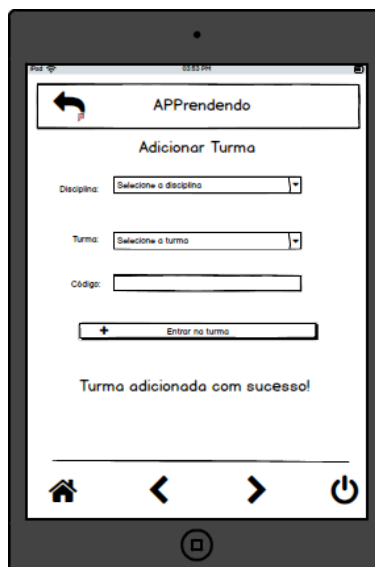 iPod 03:53 PM
APPrendendo
Adicionar Turma
Disciplina: Selecione a disciplina
Turma: Selecione a turma
Código:
+ Entrar na turma
Turma adicionada com sucesso!